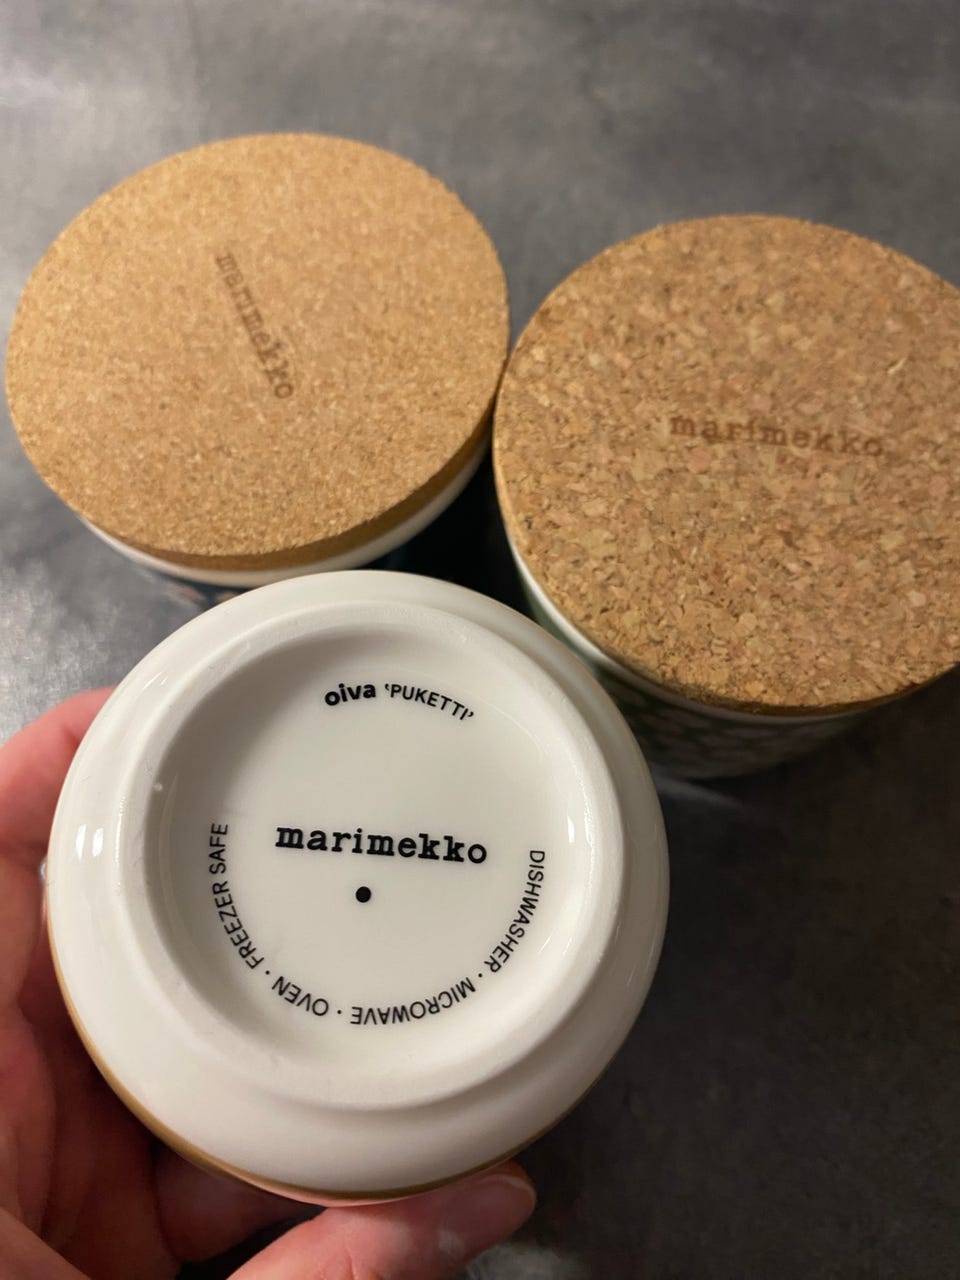 marimekko
marimekko
oiva 'PUKETTI'
marimekko
DISHWASHER · MICROWAVE · OVEN · FREEZER SAFE